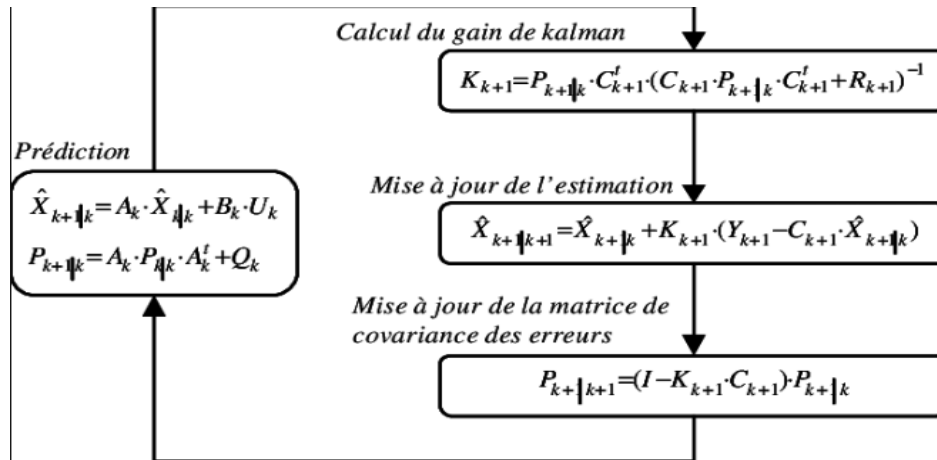 Calcul du gain de kalman
K_{k+1}=P_{k+1|k}·C^t_{k+1}·(C_{k+1}·P_{k+1|k}·C^t_{k+1}+R_{k+1})^{-1}
Prédiction
X̂_{k+1|k}=A_k·X̂_{k|k}+B_k·U_k
P_{k+1|k}=A_k·P_{k|k}·A^t_k+Q_k
Mise à jour de l'estimation
X̂_{k+1|k+1}=X̂_{k+1|k}+K_{k+1}·(Y_{k+1}−C_{k+1}·X̂_{k+1|k})
Mise à jour de la matrice de
covariance des erreurs
P_{k+1|k+1}=(I−K_{k+1}·C_{k+1})·P_{k+1|k}